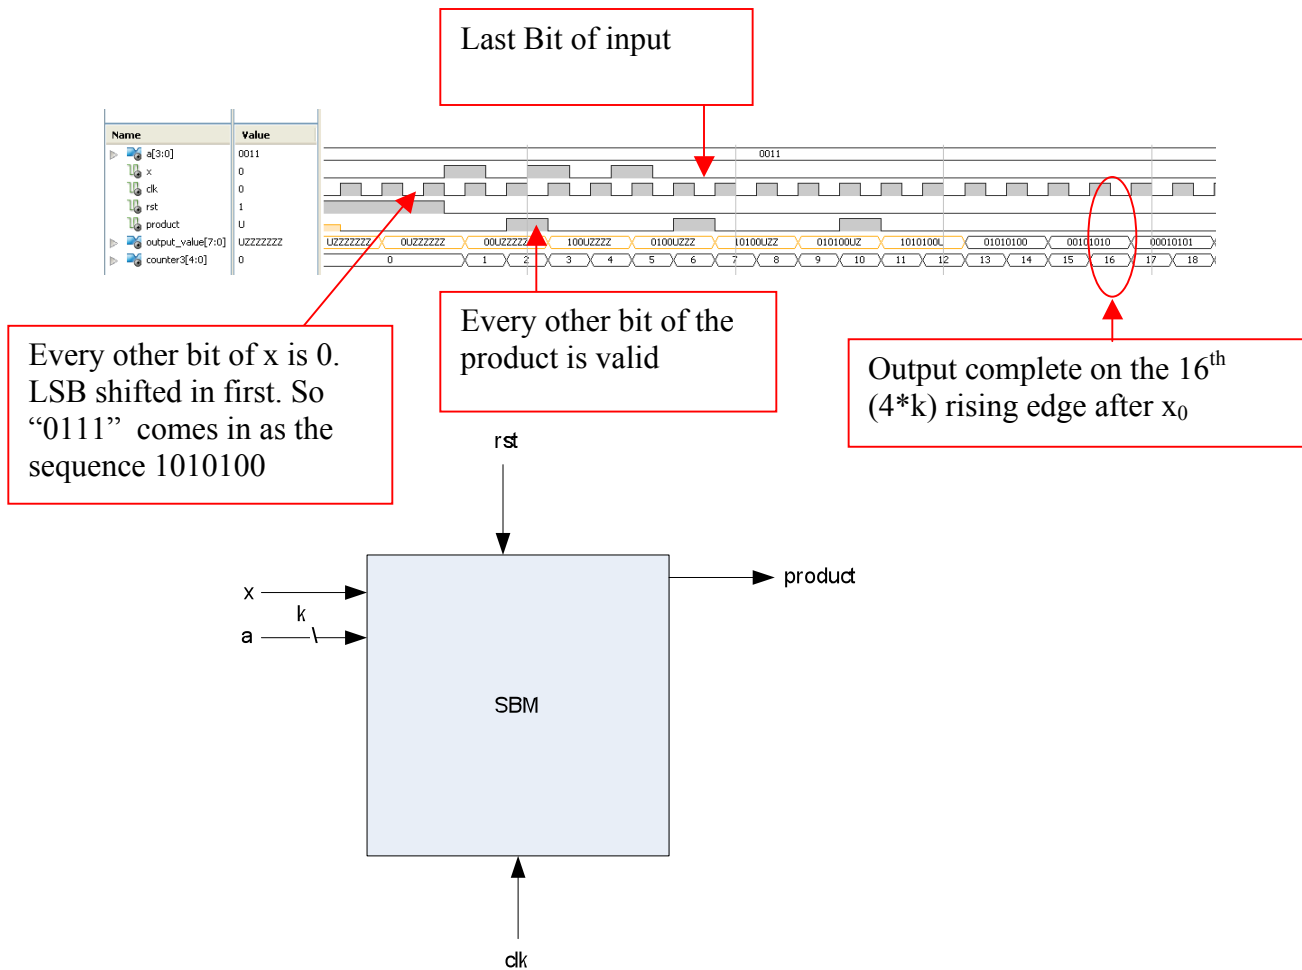 Last Bit of input
Name Value
a[3:0] 0011 0011
x 0
clk 0
rst 1
product U
output_value[7:0] UZZZZZZZ UZZZZZZZ 0UZZZZZZ 00UZZZZZ 100UZZZZ 0100UZZZ 10100UZZ 010100UZ 1010100U 01010100 00101010 00010101
counter3[4:0] 0 0 1 2 3 4 5 6 7 8 9 10 11 12 13 14 15 16 17 18
Every other bit of x is 0.
LSB shifted in first. So
“0111” comes in as the
sequence 1010100
Every other bit of the
product is valid
Output complete on the 16th
(4*k) rising edge after x0
rst
x
k
a
product
SBM
clk